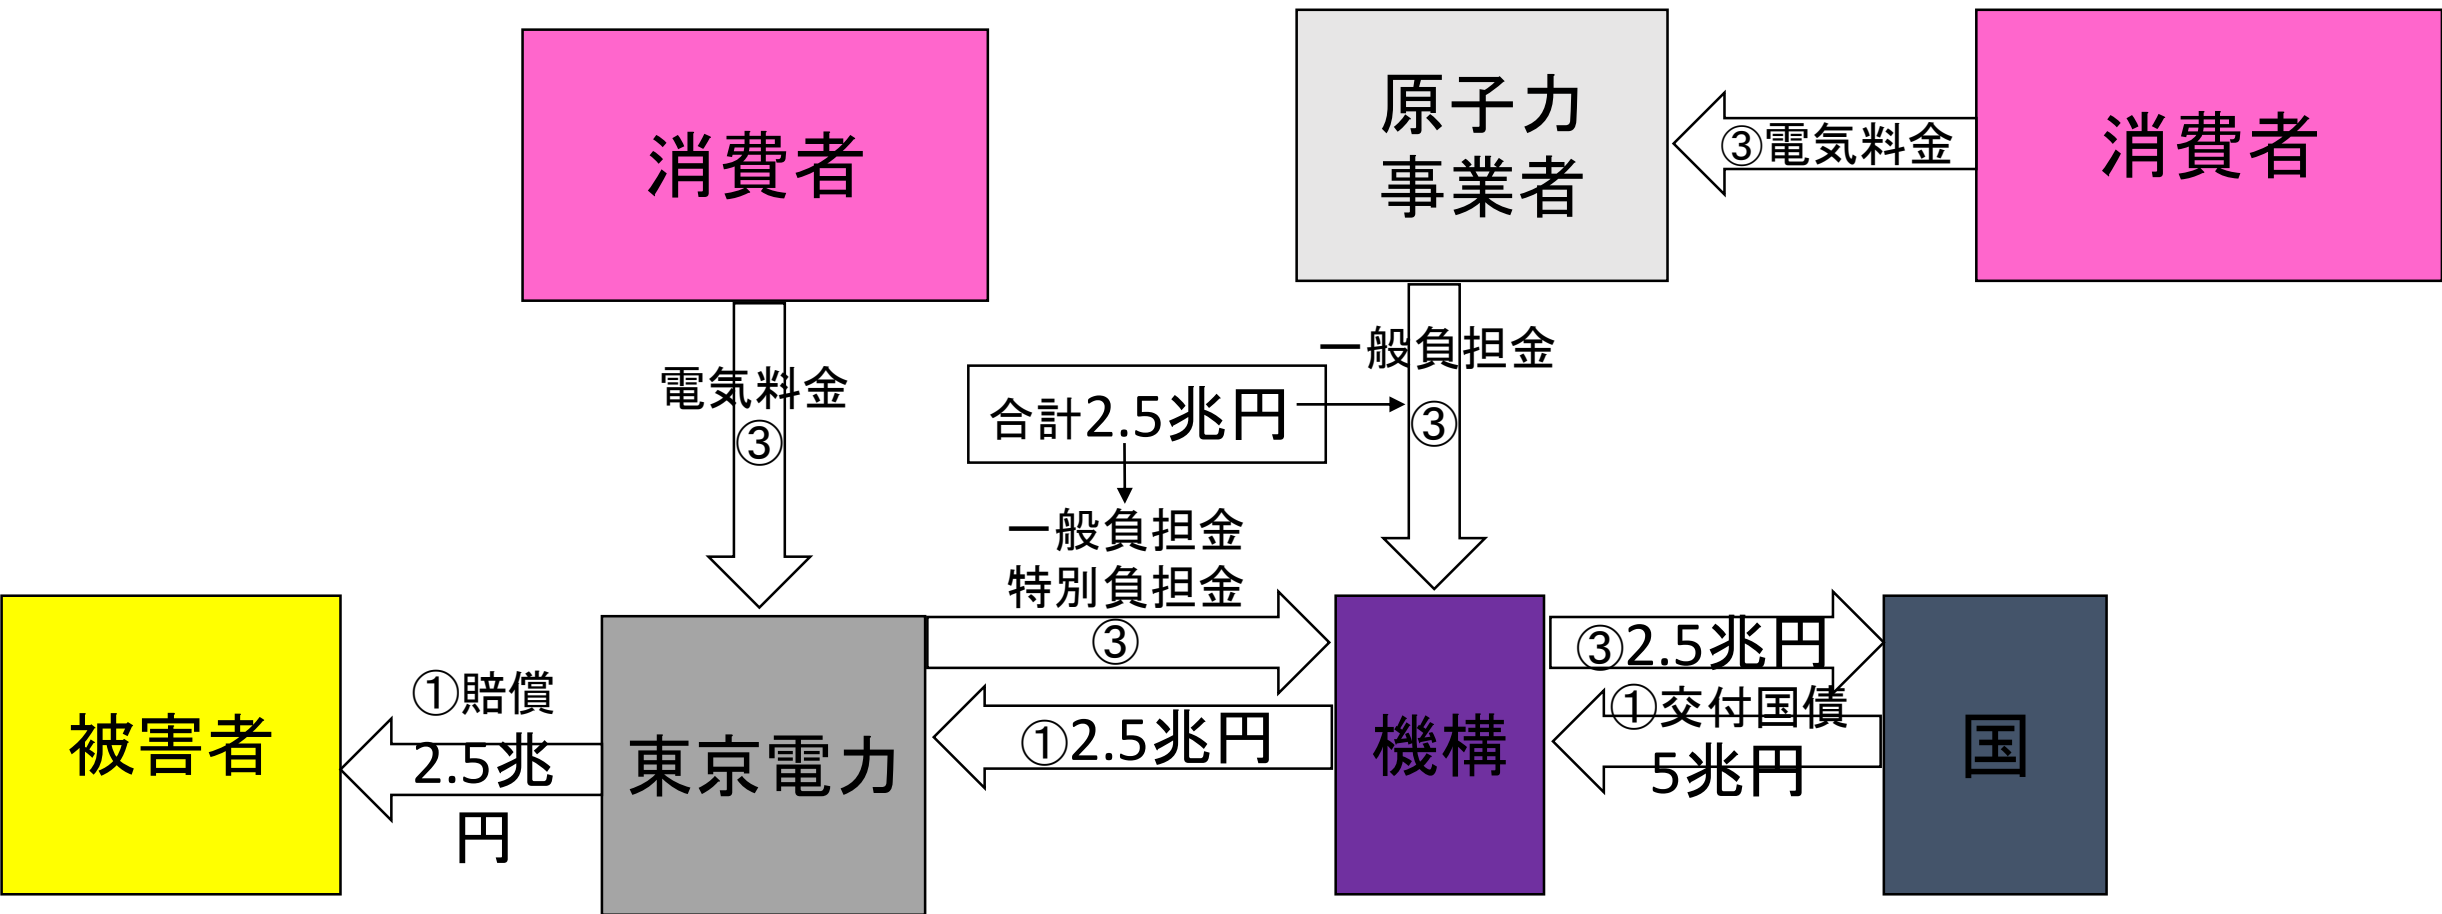 消費者
原子力
事業者
③電気料金
消費者
電気料金
③
一般負担金
③
合計2.5兆円
一般負担金
特別負担金
③
被害者
①賠償
2.5兆
円
東京電力
①2.5兆円
機構
③2.5兆円
①交付国債
5兆円
国